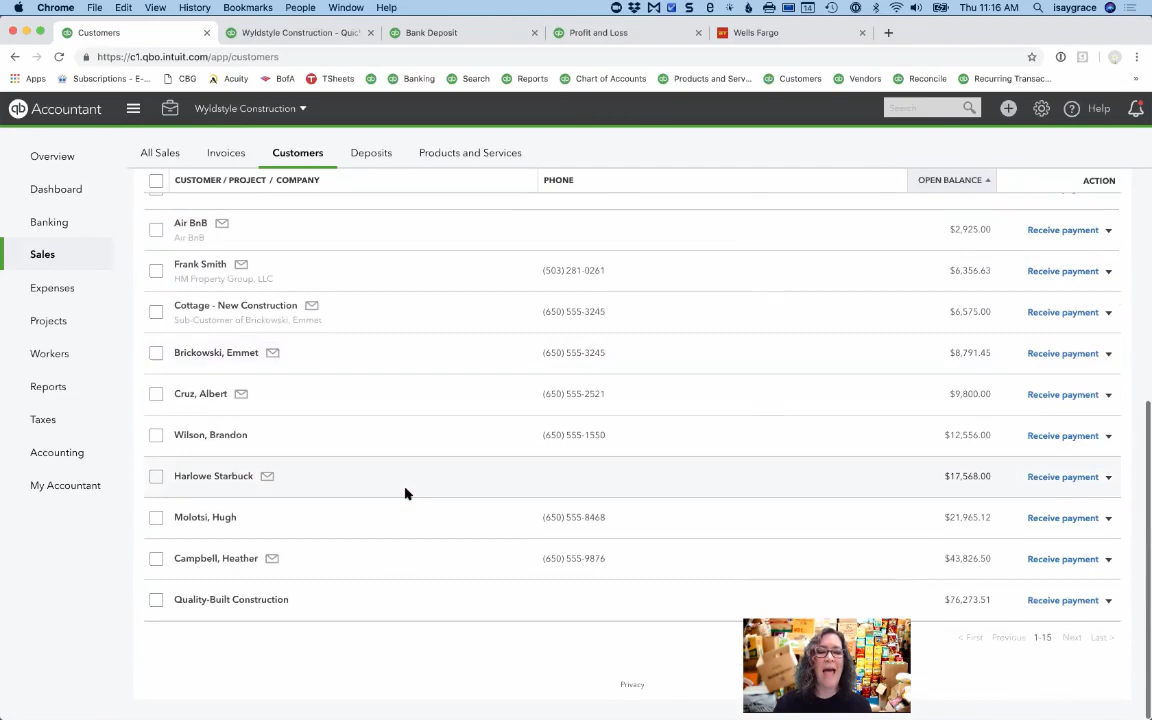 Chrome File Edit View History Bookmarks People Window Help 14 Thu 11:16 AM isaygrace
Customers Wyldstyle Construction - Quic Bank Deposit Profit and Loss Wells Fargo
https://c1.qbo.intuit.com/app/customers
Apps Subscriptions - E-... CBG Acuity BofA TSheets Banking Search Reports Chart of Accounts Products and Serv... Customers Vendors Reconcile Recurring Transac... »
qb Accountant Wyldstyle Construction Search Help
Overview
Dashboard
Banking
Sales
Expenses
Projects
Workers
Reports
Taxes
Accounting
My Accountant
All Sales Invoices Customers Deposits Products and Services
CUSTOMER / PROJECT / COMPANY PHONE OPEN BALANCE ACTION
Air BnB $2,925.00 Receive payment
Air BnB
Frank Smith (503) 281-0261 $6,356.63 Receive payment
HM Property Group, LLC
Cottage - New Construction (650) 555-3245 $6,575.00 Receive payment
Sub-Customer of Brickowski, Emmet
Brickowski, Emmet (650) 555-3245 $8,791.45 Receive payment
Cruz, Albert (650) 555-2521 $9,800.00 Receive payment
Wilson, Brandon (650) 555-1550 $12,556.00 Receive payment
Harlowe Starbuck $17,568.00 Receive payment
Molotsi, Hugh (650) 555-8468 $21,965.12 Receive payment
Campbell, Heather (650) 555-9876 $43,826.50 Receive payment
Quality-Built Construction $76,273.51 Receive payment
< First Previous 1-15 Next Last >
Privacy